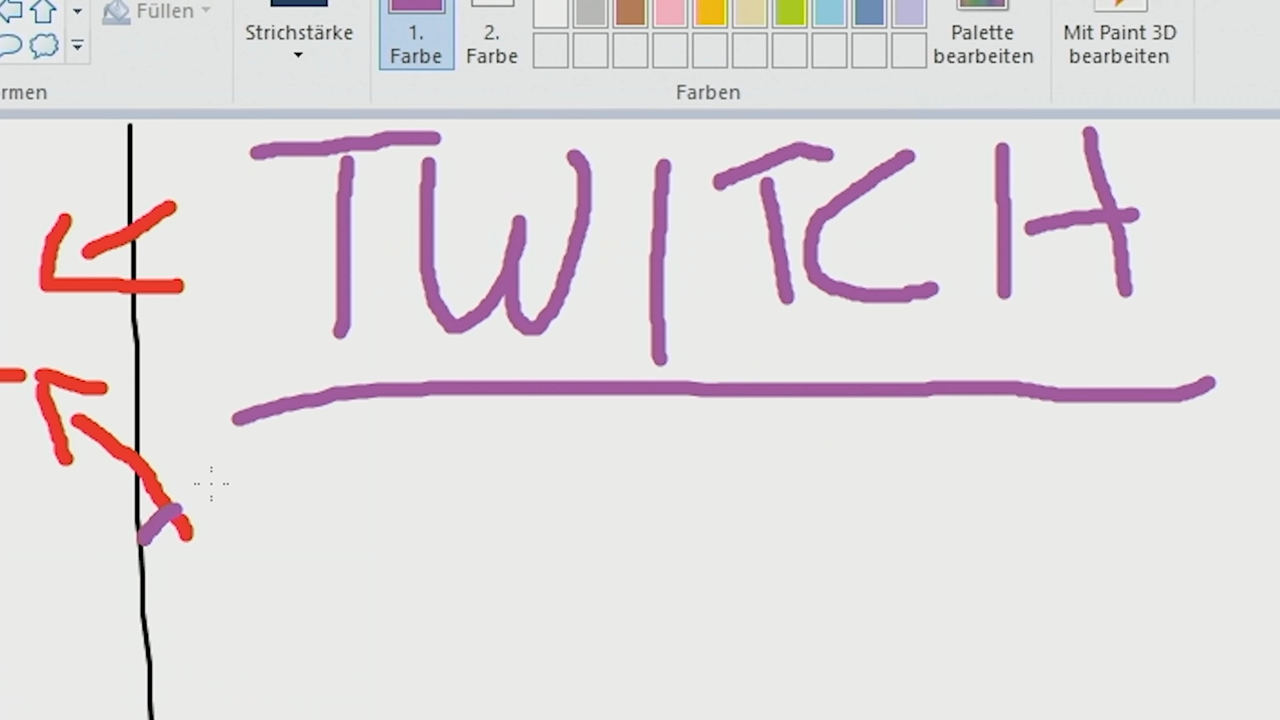 Füllen
Strichstärke
1.
Farbe
2.
Farbe
Palette
bearbeiten
Mit Paint 3D
bearbeiten
rmen
Farben
TWITCH